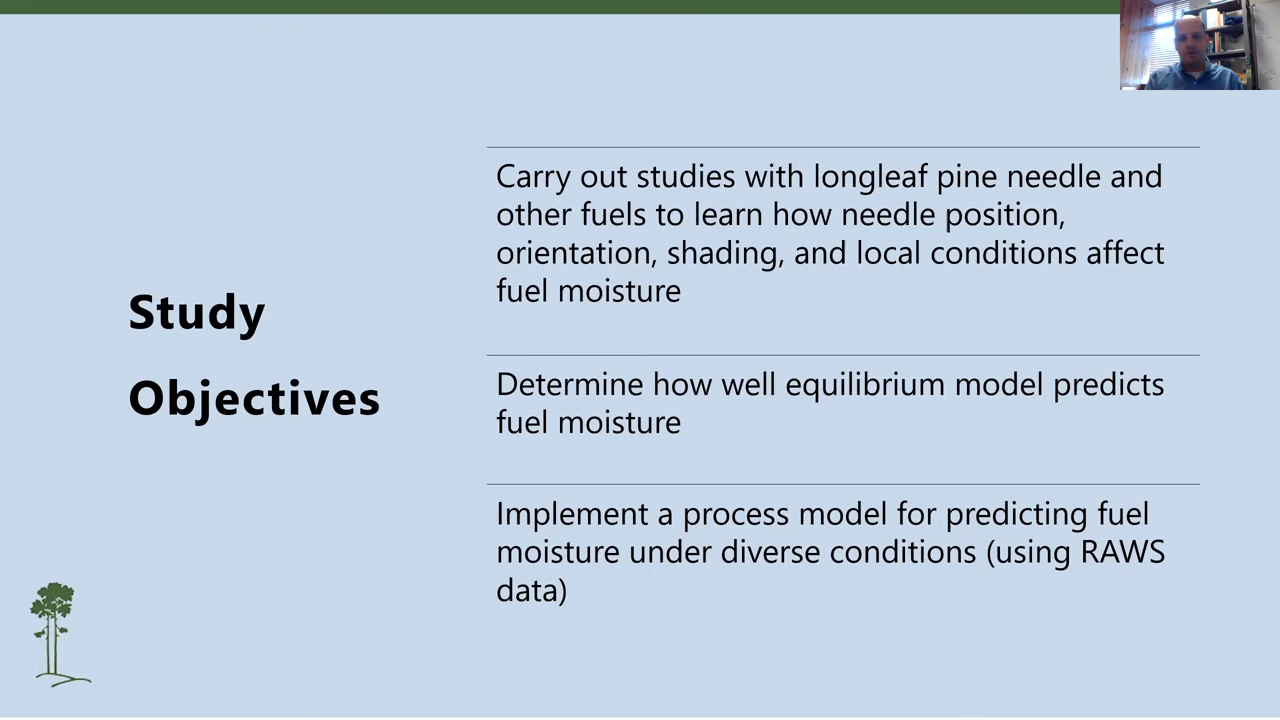 Study
Objectives
Carry out studies with longleaf pine needle and
other fuels to learn how needle position,
orientation, shading, and local conditions affect
fuel moisture
Determine how well equilibrium model predicts
fuel moisture
Implement a process model for predicting fuel
moisture under diverse conditions (using RAWS
data)